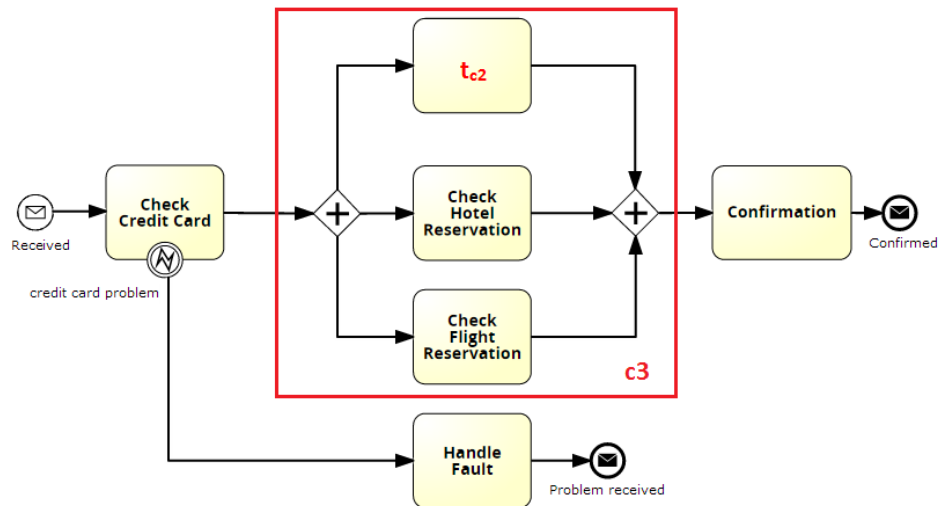 t_c2
Check
Credit Card
Received
credit card problem
Check
Hotel
Reservation
Check
Flight
Reservation
c3
Confirmation
Confirmed
Handle
Fault
Problem received